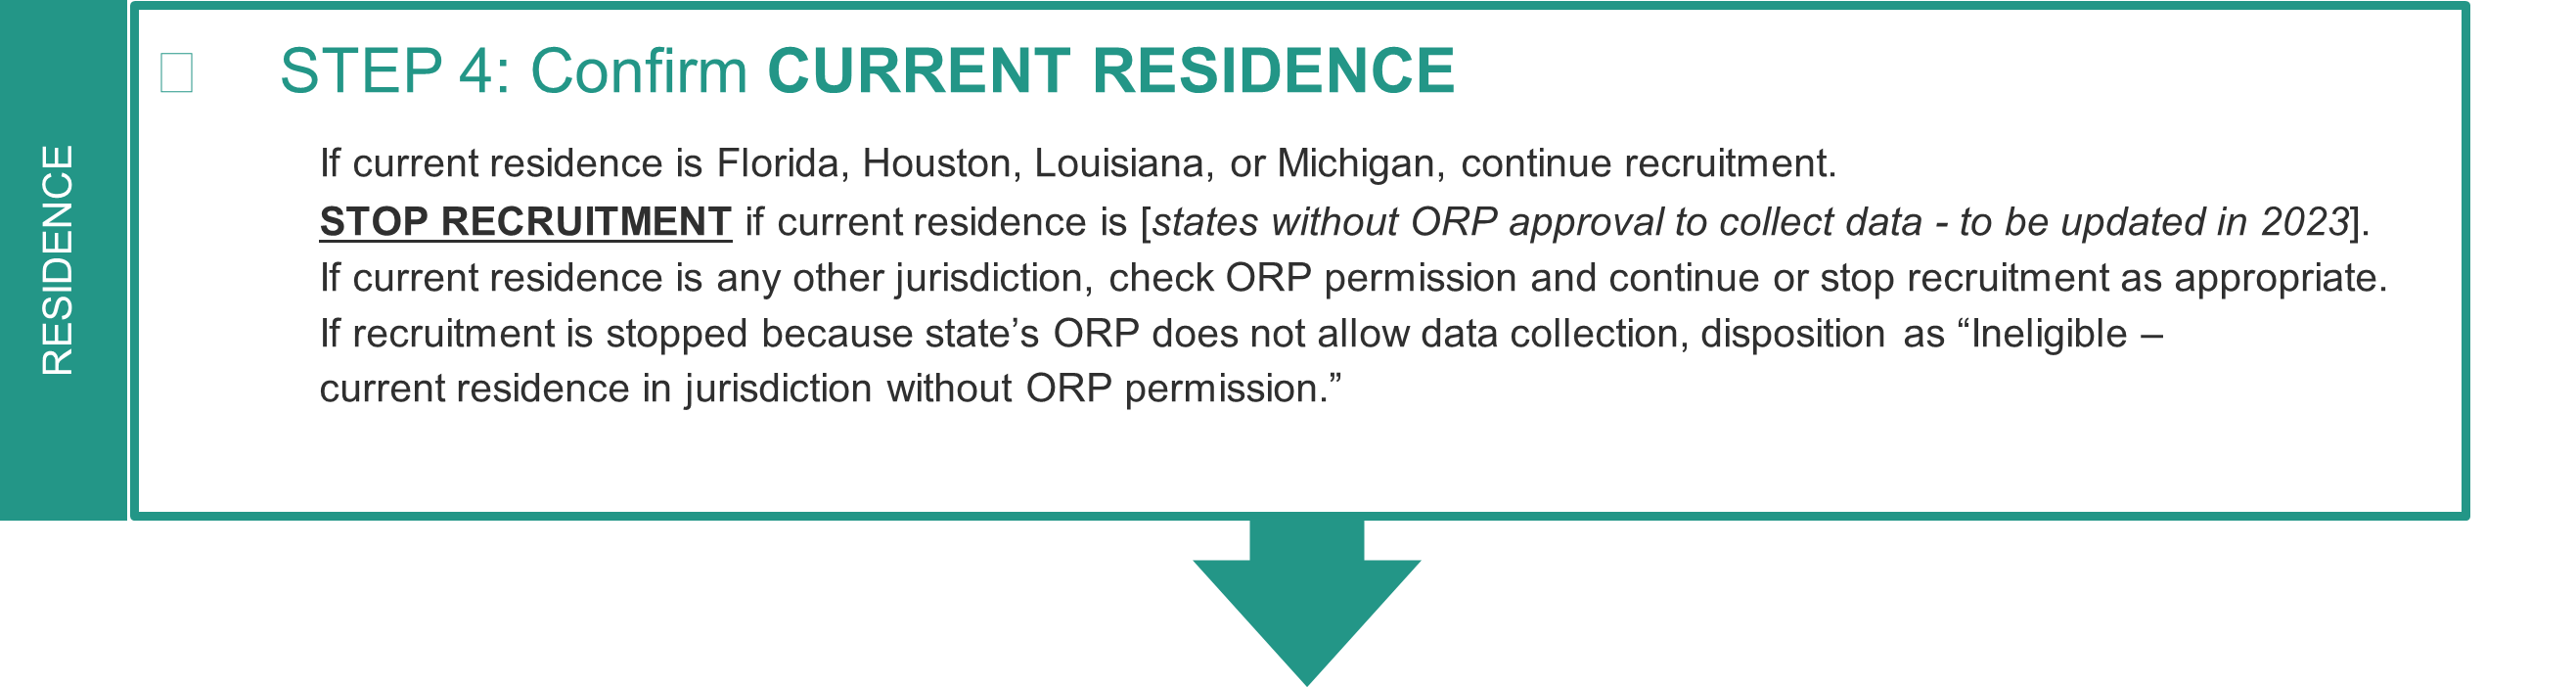 RESIDENCE
STEP 4: Confirm CURRENT RESIDENCE
If current residence is Florida, Houston, Louisiana, or Michigan, continue recruitment.
STOP RECRUITMENT if current residence is [states without ORP approval to collect data - to be updated in 2023].
If current residence is any other jurisdiction, check ORP permission and continue or stop recruitment as appropriate.
If recruitment is stopped because state’s ORP does not allow data collection, disposition as “Ineligible –
current residence in jurisdiction without ORP permission.”